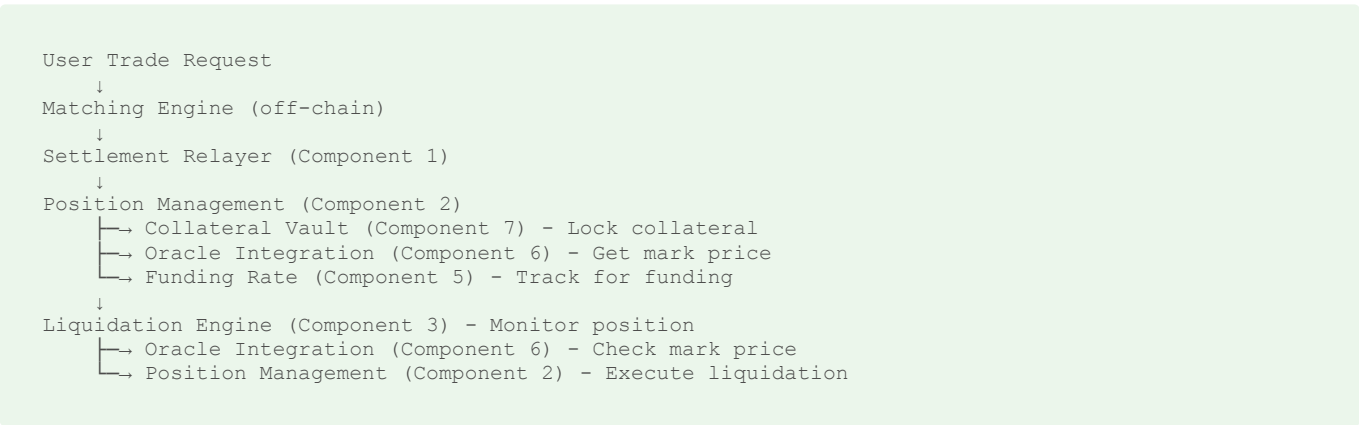 User Trade Request
↓
Matching Engine (off-chain)
↓
Settlement Relayer (Component 1)
↓
Position Management (Component 2)
├─→ Collateral Vault (Component 7) - Lock collateral
├─→ Oracle Integration (Component 6) - Get mark price
└─→ Funding Rate (Component 5) - Track for funding
↓
Liquidation Engine (Component 3) - Monitor position
├─→ Oracle Integration (Component 6) - Check mark price
└─→ Position Management (Component 2) - Execute liquidation